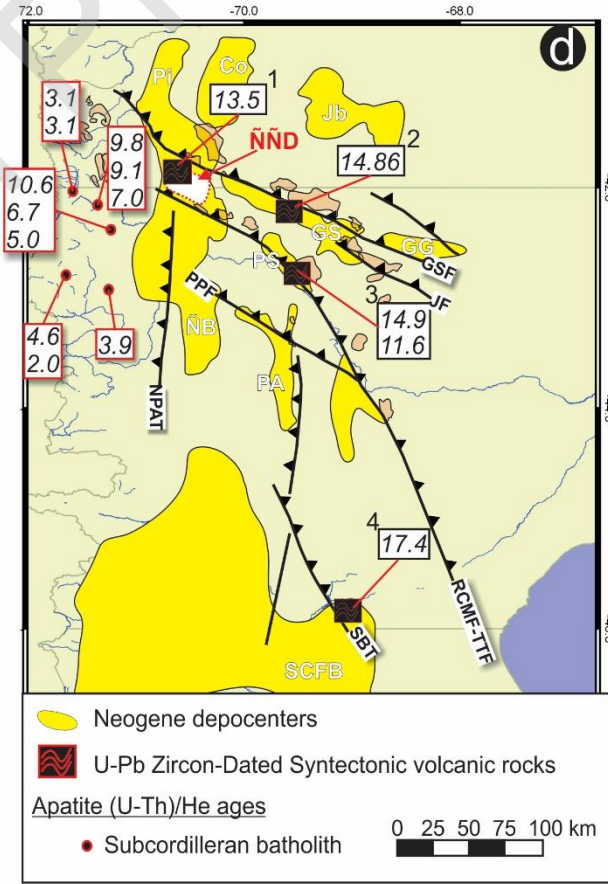 72.0
-70.0
-68.0
d
Pi
Co
Jb
1
13.5
ÑÑD
2
14.86
3.1
3.1
9.8
9.1
7.0
10.6
6.7
5.0
GS
GG
GSF
JF
PS
PPF
3
14.9
11.6
4.6
2.0
3.9
ÑB
PA
NPAT
4
17.4
RCMF-TTF
SBT
SCFB
Neogene depocenters
U-Pb Zircon-Dated Syntectonic volcanic rocks
Apatite (U-Th)/He ages
Subcordilleran batholith
0 25 50 75 100 km